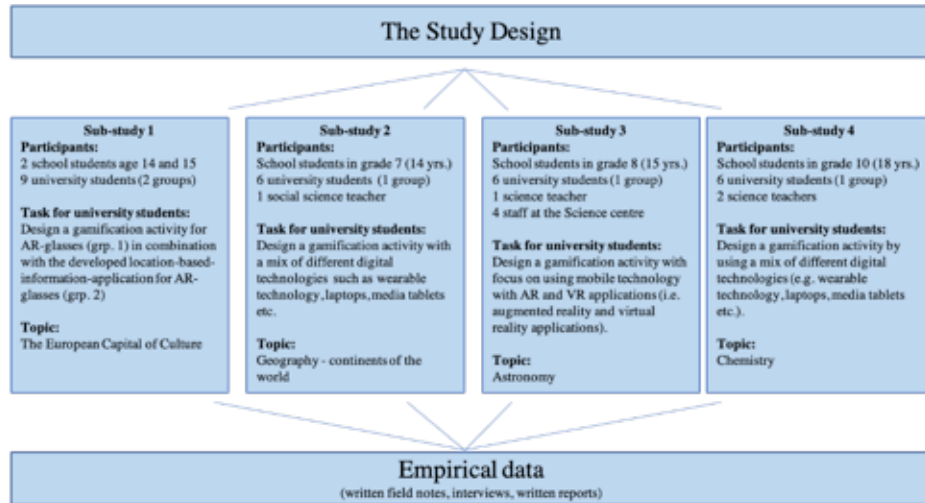 The Study Design
Sub-study 1
Participants:
2 school students age 14 and 15
9 university students (2 groups)
Task for university students:
Design a gamification activity for
AR-glasses (grp. 1) in combination
with the developed location-based-
information-application for AR-
glasses (grp. 2)
Topic:
The European Capital of Culture
Sub-study 2
Participants:
School students in grade 7 (14 yrs.)
6 university students (1 group)
1 social science teacher
Task for university students:
Design a gamification activity with
a mix of different digital
technologies such as wearable
technology, laptops, media tablets
etc.
Topic:
Geography - continents of the
world
Sub-study 3
Participants:
School students in grade 8 (15 yrs.)
6 university students (1 group)
1 science teacher
4 staff at the Science centre
Task for university students:
Design a gamification activity with
focus on using mobile technology
with AR and VR applications (i.e.
augmented reality and virtual
reality applications).
Topic:
Astronomy
Sub-study 4
Participants:
School students in grade 10 (18 yrs.)
6 university students (1 group)
2 science teachers
Task for university students:
Design a gamification activity by
using a mix of different digital
technologies (e.g. wearable
technology, laptops, media tablets
etc.).
Topic:
Chemistry
Empirical data
(written field notes, interviews, written reports)